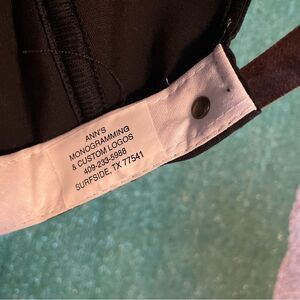 ANN'S
MONOGRAMMING
& CUSTOM LOGOS
409-233-5988
SURFSIDE, TX 77541